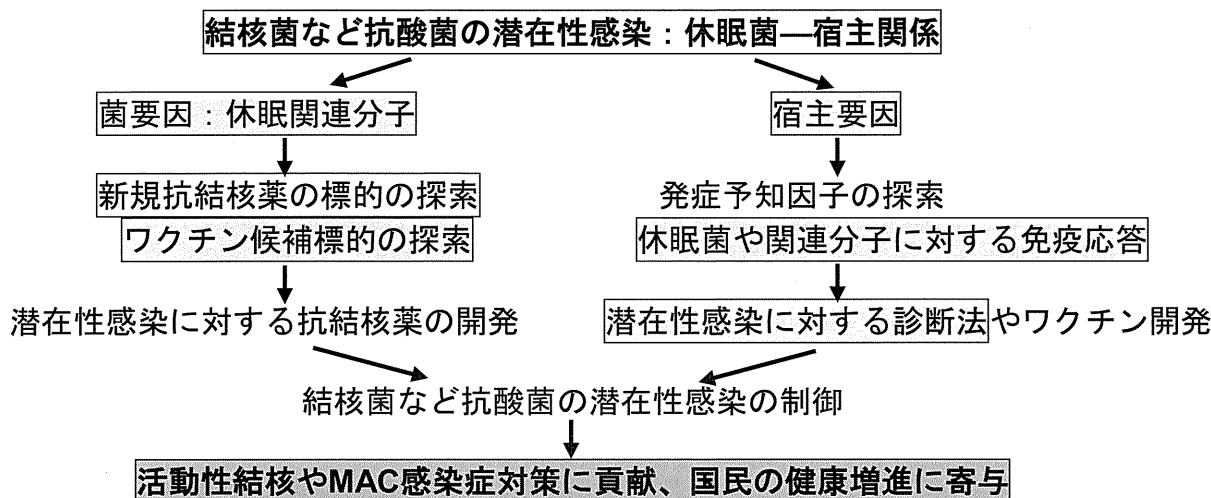 結核菌など抗酸菌の潜在性感染：休眠菌―宿主関係
菌要因：休眠関連分子
宿主要因
新規抗結核薬の標的の探索
ワクチン候補標的の探索
発症予知因子の探索
休眠菌や関連分子に対する免疫応答
潜在性感染に対する抗結核薬の開発
潜在性感染に対する診断法やワクチン開発
結核菌など抗酸菌の潜在性感染の制御
活動性結核やMAC感染症対策に貢献、国民の健康増進に寄与